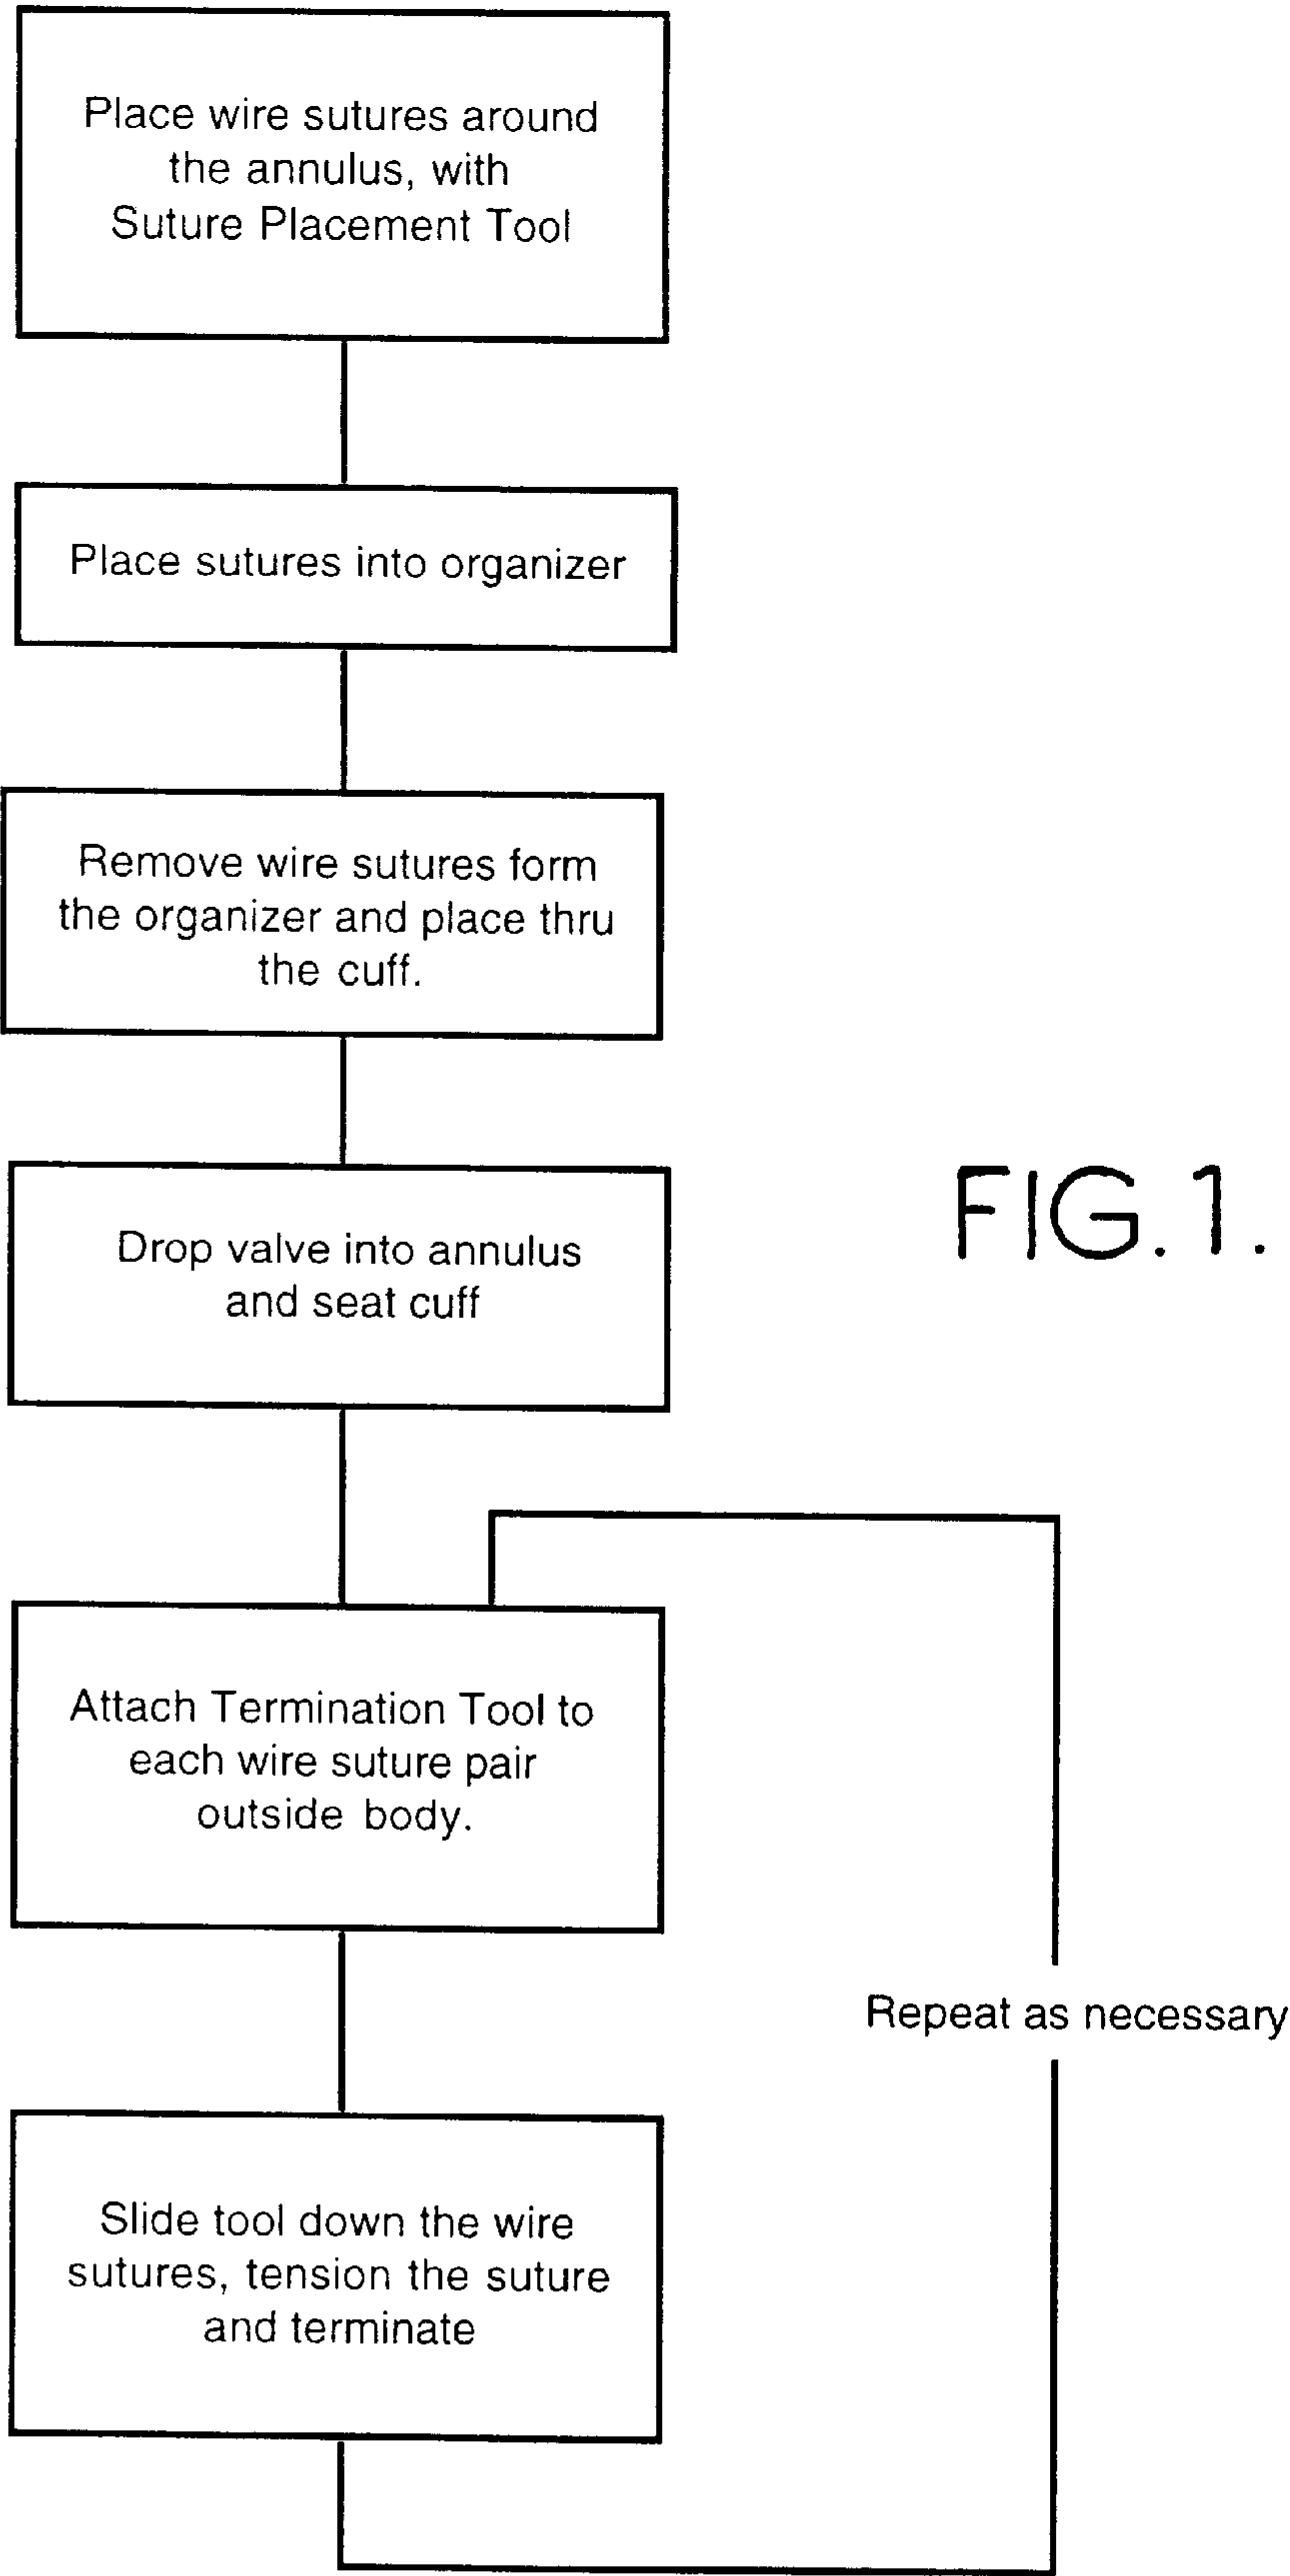 Place wire sutures around
the annulus, with
Suture Placement Tool
Place sutures into organizer
Remove wire sutures form
the organizer and place thru
the cuff.
Drop valve into annulus
and seat cuff
FIG. 1.
Attach Termination Tool to
each wire suture pair
outside body.
Repeat as necessary
Slide tool down the wire
sutures, tension the suture
and terminate